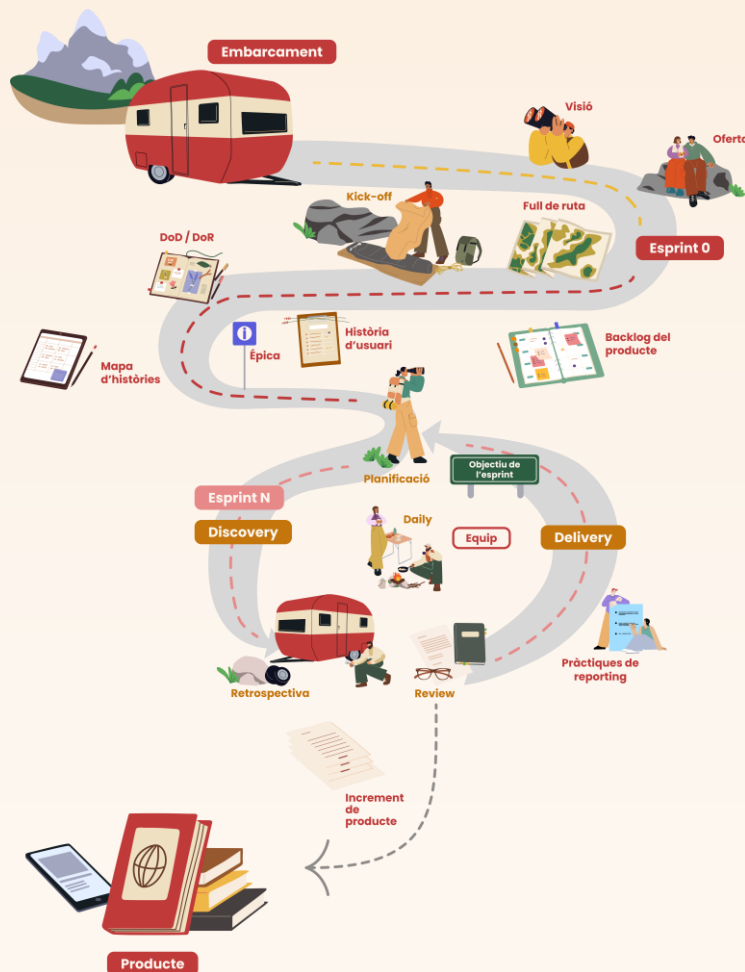 Embarcament
Visió
Oferta
Kick-off
Full de ruta
Esprint 0
DoD / DoR
Història
d'usuari
Èpica
Backlog del
producte
Mapa
d'històries
Planificació
Objectiu de
l'esprint
Esprint N
Discovery
Daily
Equip
Delivery
Pràctiques de
reporting
Retrospectiva
Review
Increment
de
producte
Producte